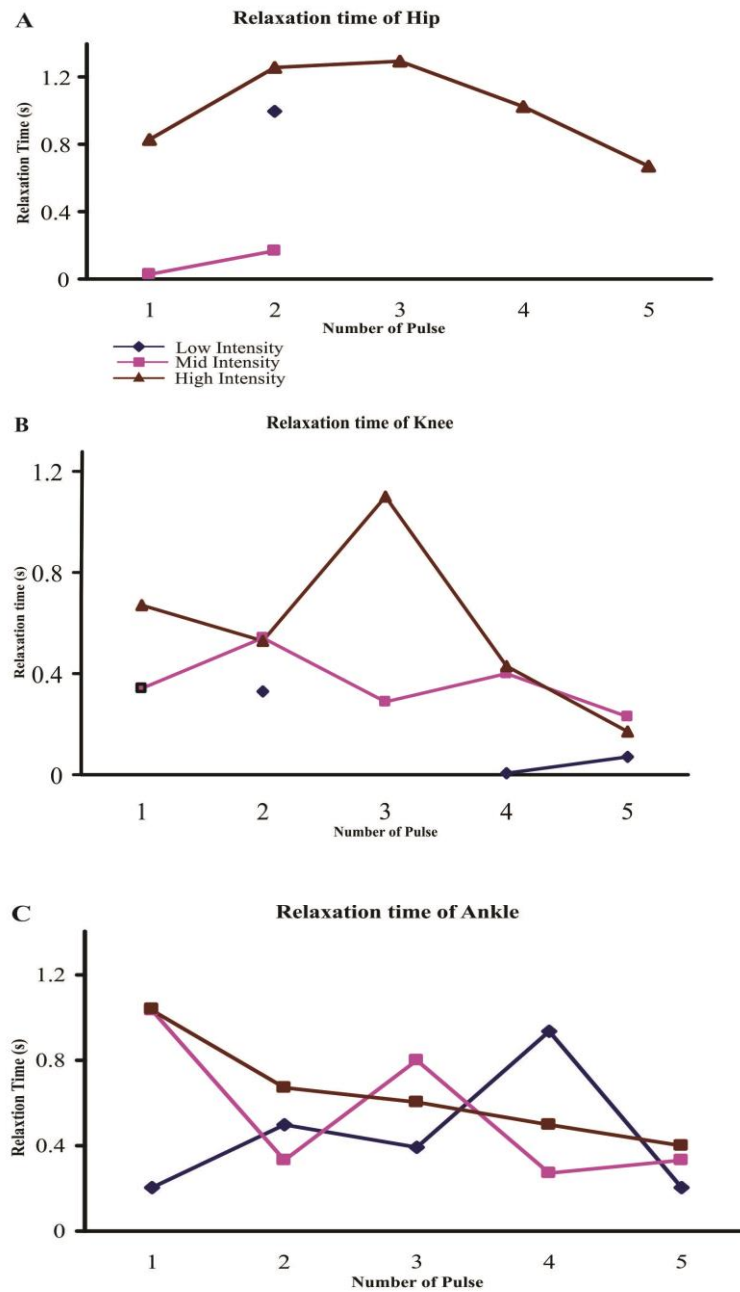 A
Relaxation time of Hip
Relaxation Time (s)
1.2
0.8
0.4
0
1 2 3 4 5
Number of Pulse
Low Intensity
Mid Intensity
High Intensity
B
Relaxation time of Knee
Relaxation time (s)
1.2
0.8
0.4
0
1 2 3 4 5
Number of Pulse
C
Relaxation time of Ankle
Relaxtion Time (s)
1.2
0.8
0.4
0
1 2 3 4 5
Number of Pulse